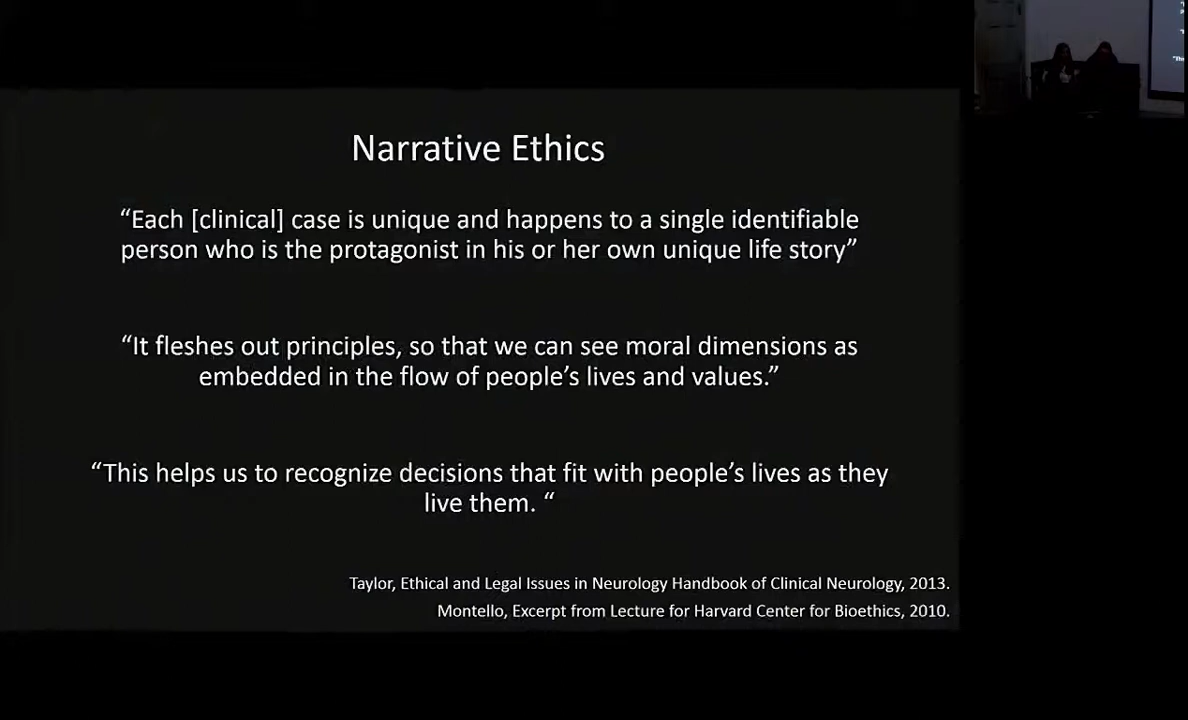 Narrative Ethics
“Each [clinical] case is unique and happens to a single identifiable
person who is the protagonist in his or her own unique life story”
“It fleshes out principles, so that we can see moral dimensions as
embedded in the flow of people’s lives and values.”
“This helps us to recognize decisions that fit with people’s lives as they
live them. “
Taylor, Ethical and Legal Issues in Neurology Handbook of Clinical Neurology, 2013.
Montello, Excerpt from Lecture for Harvard Center for Bioethics, 2010.